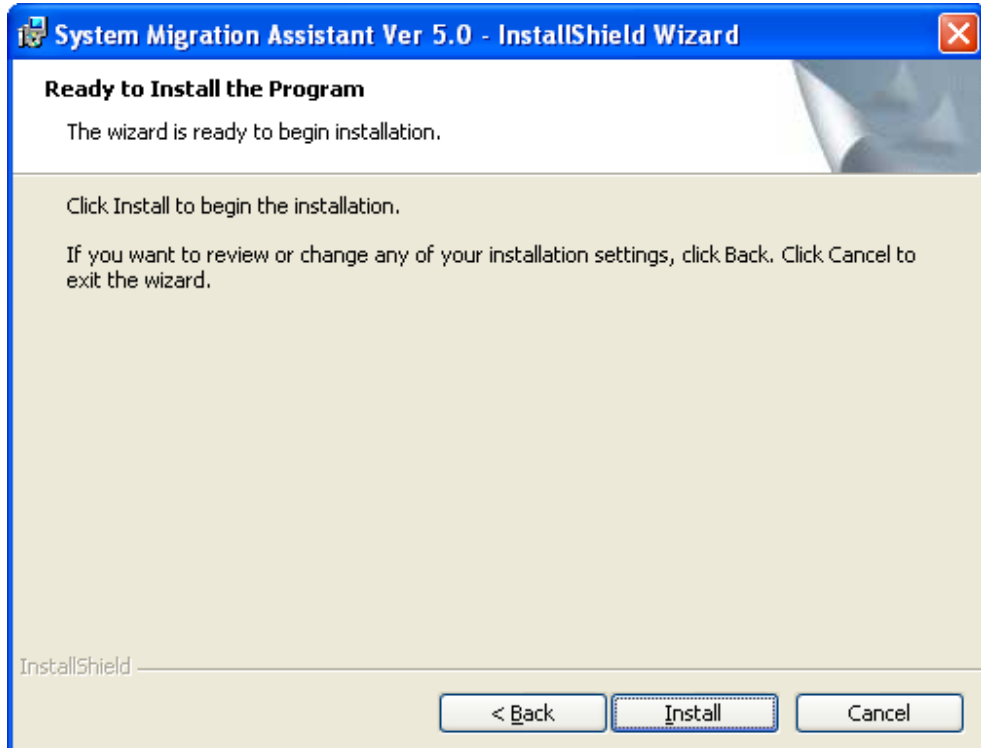 System Migration Assistant Ver 5.0 - InstallShield Wizard
Ready to Install the Program
The wizard is ready to begin installation.
Click Install to begin the installation.
If you want to review or change any of your installation settings, click Back. Click Cancel to
exit the wizard.
InstallShield
< Back
Install
Cancel